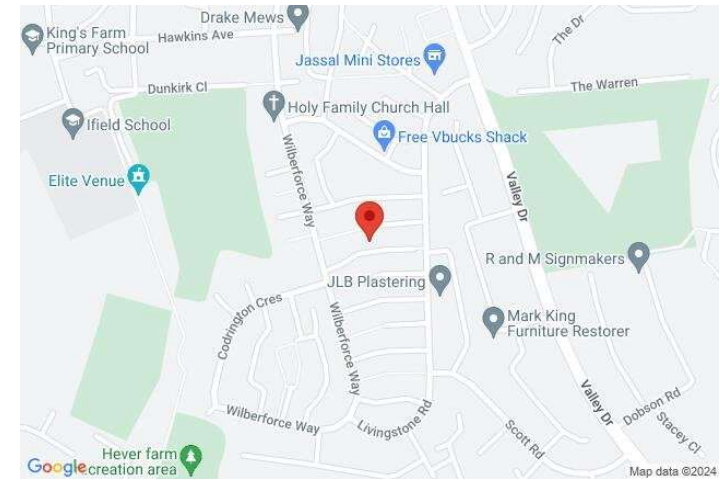 Drake Mews
King's Farm
Primary School
Hawkins Ave
The Dr
Jassal Mini Stores
Dunkirk Cl
The Warren
Holy Family Church Hall
Ifield School
Free Vbucks Shack
Elite Venue
Wilberforce Way
Valley Dr
R and M Signmakers
JLB Plastering
Codrington Cres
Wilberforce Way
Mark King
Furniture Restorer
Valley Dr
Wilberforce Way
Livingstone Rd
Scott Rd
Dobson Rd
Stacey Cl
Hever farm
creation area
Google
Map data ©2024